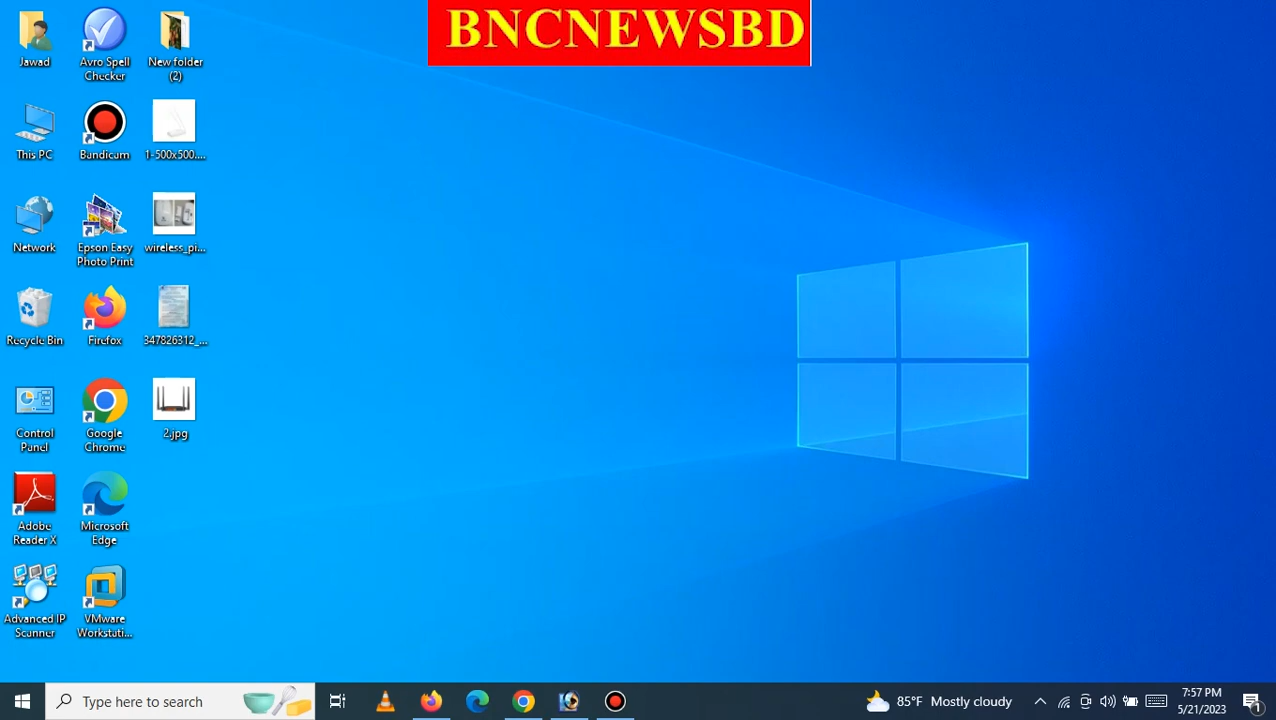 BNCNEWSBD
Jawad
Avro Spell
Checker
New folder
(2)
This PC
Bandicam
1-500x500....
Network
Epson Easy
Photo Print
wireless_pi...
Recycle Bin
Firefox
347826312_...
Control
Panel
Google
Chrome
2.jpg
Adobe
Reader X
Microsoft
Edge
Advanced IP
Scanner
VMware
Workstati...
Type here to search
85°F Mostly cloudy
7:57 PM
5/21/2023
1